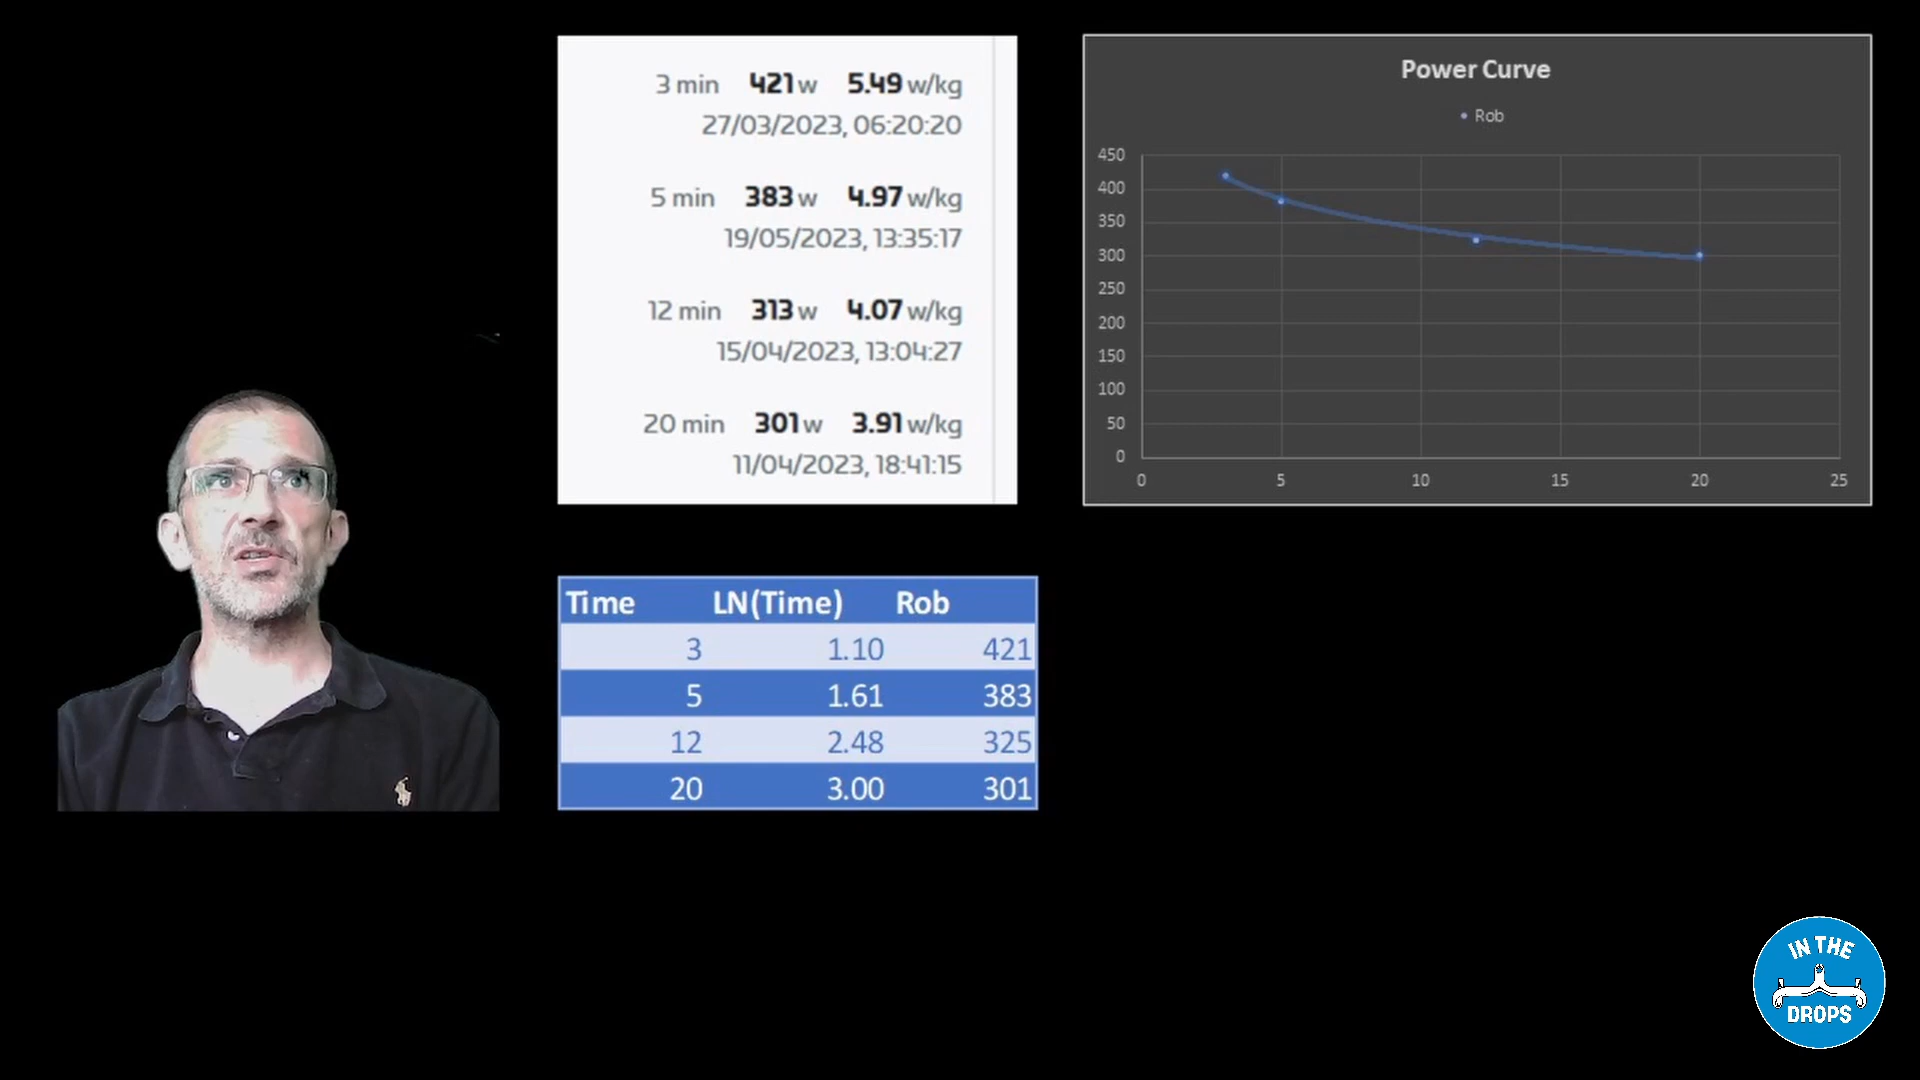 3 min 421 w 5.49 w/kg
27/03/2023, 06:20:20
5 min 383 w 4.97 w/kg
19/05/2023, 13:35:17
12 min 313 w 4.07 w/kg
15/04/2023, 13:04:27
20 min 301 w 3.91 w/kg
11/04/2023, 18:41:15
Power Curve
Rob
450
400
350
300
250
200
150
100
50
0
0 5 10 15 20 25
Time LN(Time) Rob
3 1.10 421
5 1.61 383
12 2.48 325
20 3.00 301
IN THE
DROPS